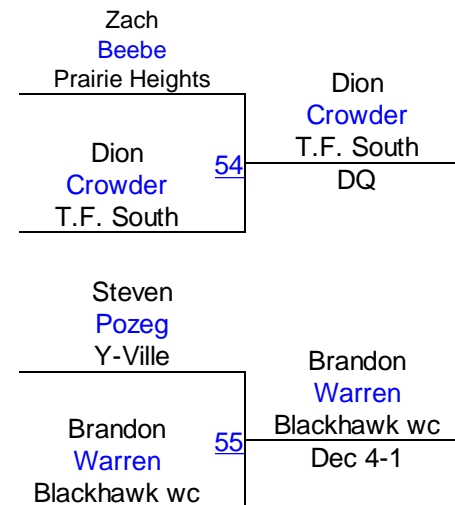 Zach
Beebe
Prairie Heights
Dion
Crowder
T.F. South
54
Dion
Crowder
T.F. South
DQ
Steven
Pozeg
Y-Ville
Brandon
Warren
Blackhawk wc
55
Brandon
Warren
Blackhawk wc
Dec 4-1